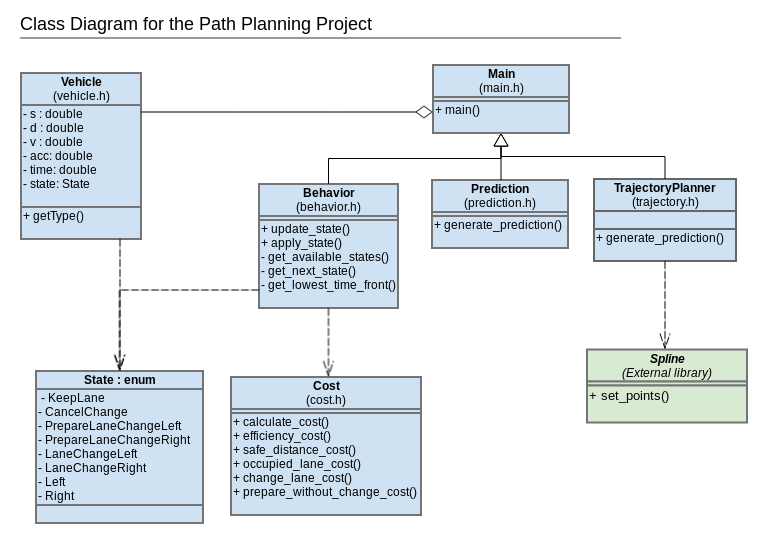 Class Diagram for the Path Planning Project
Vehicle
(vehicle.h)
- s : double
- d : double
- v : double
- acc: double
- time: double
- state: State
+ getType()
Main
(main.h)
+ main()
Behavior
(behavior.h)
+ update_state()
+ apply_state()
- get_available_states()
- get_next_state()
- get_lowest_time_front()
Prediction
(prediction.h)
+ generate_prediction()
TrajectoryPlanner
(trajectory.h)
+ generate_prediction()
State : enum
- KeepLane
- CancelChange
- PrepareLaneChangeLeft
- PrepareLaneChangeRight
- LaneChangeLeft
- LaneChangeRight
- Left
- Right
Cost
(cost.h)
+ calculate_cost()
+ efficiency_cost()
+ safe_distance_cost()
+ occupied_lane_cost()
+ change_lane_cost()
+ prepare_without_change_cost()
Spline
(External library)
+ set_points()